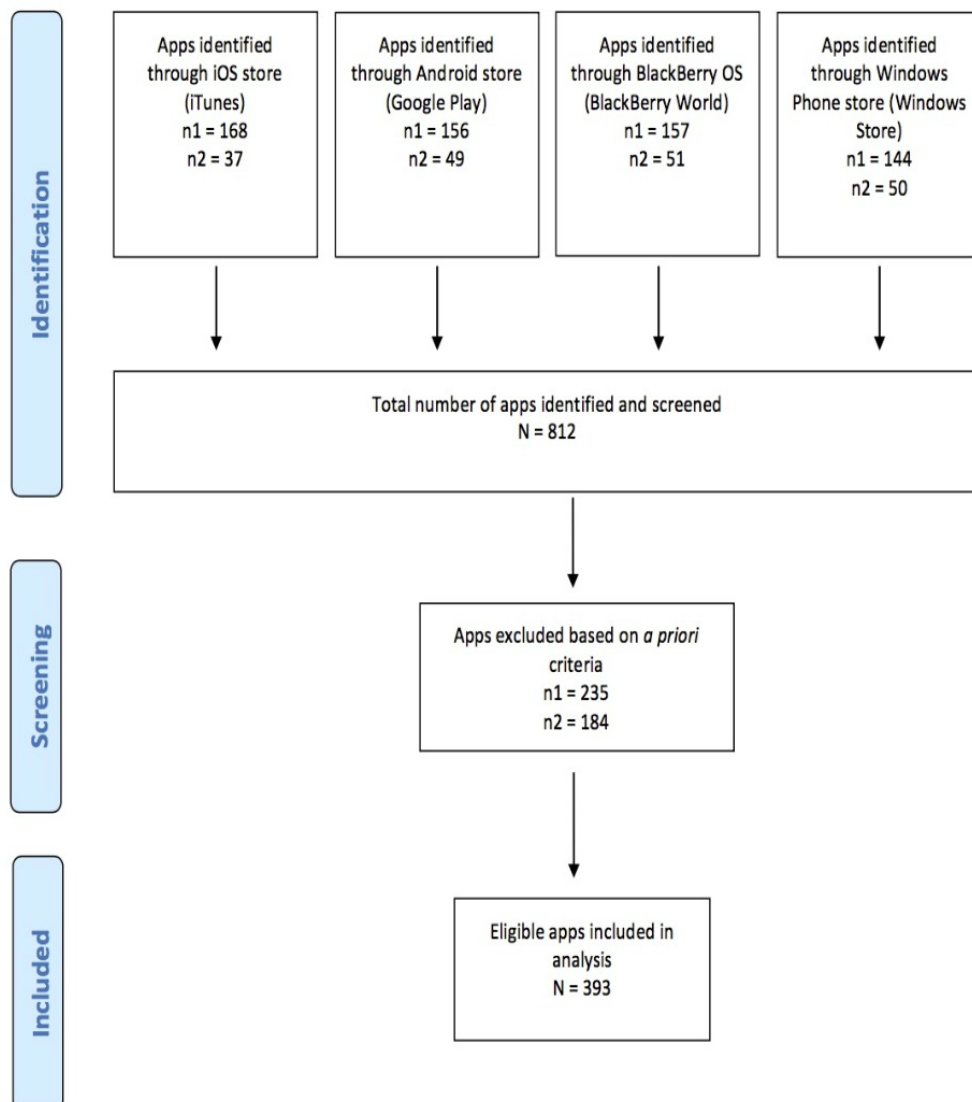 Identification
Apps identified
through iOS store
(iTunes)
n1 = 168
n2 = 37
Apps identified
through Android store
(Google Play)
n1 = 156
n2 = 49
Apps identified
through BlackBerry OS
(BlackBerry World)
n1 = 157
n2 = 51
Apps identified
through Windows
Phone store (Windows
Store)
n1 = 144
n2 = 50
Total number of apps identified and screened
N = 812
Screening
Apps excluded based on a priori
criteria
n1 = 235
n2 = 184
Included
Eligible apps included in
analysis
N = 393